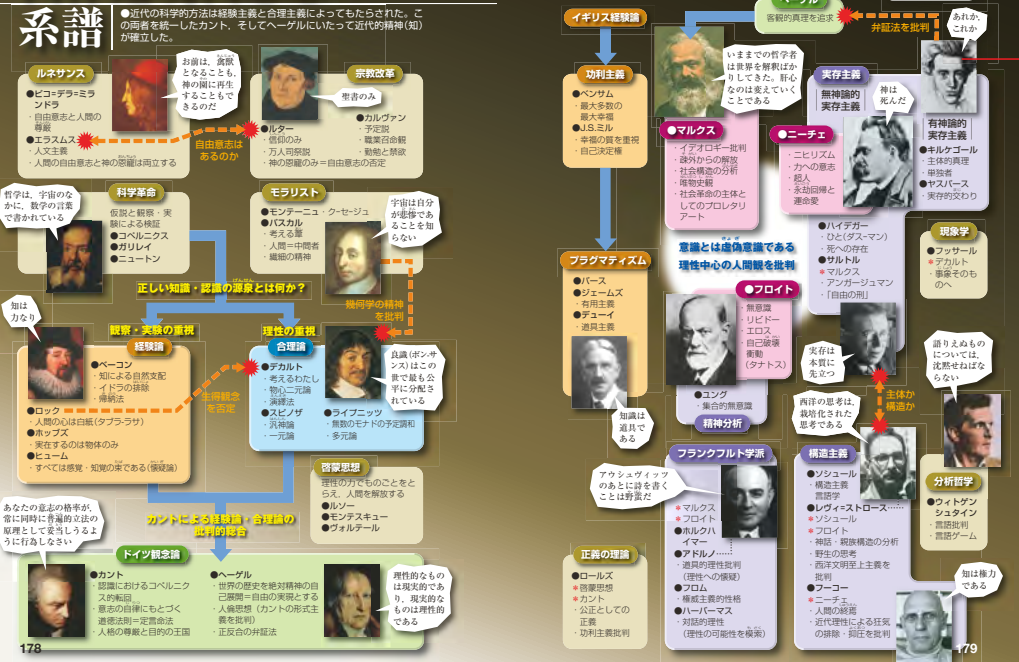 系譜
●近代の科学的方法は経験主義と合理主義によってもたらされた。こ
の両者を統一したカント，そしてヘーゲルにいたって近代的精神（知）
が確立した。
ルネサンス
●ピコ=デラ=ミラ
ンドラ
・自由意志と人間の
尊厳
●エラスムス
・人文主義
・人間の自由意志と神の恩寵は両立する
お前は，禽獣
となることも，
神の園に再生
することもで
きるのだ
自由意志は
あるのか
宗教改革
聖書のみ
●ルター
・信仰のみ
・万人司祭説
・神の恩寵のみ＝自由意志の否定
●カルヴァン
・予定説
・職業召命観
・勤勉と禁欲
哲学は，宇宙のな
かに，数学の言葉
で書かれている
科学革命
仮説と観察・実
験による検証
●コペルニクス
●ガリレイ
●ニュートン
モラリスト
●モンテーニュ・ク-セ-ジュ
●パスカル
・考える葦
・人間＝中間者
・繊細の精神
宇宙は自分
が悲惨であ
ることを知
らない
正しい知識・認識の源泉とは何か？
幾何学の精神
を批判
知は
力なり
観察・実験の重視
経験論
●ベーコン
・知による自然支配
・イドラの排除
・帰納法
●ロック
・人間の心は白紙（タブラ-ラサ）
●ホッブズ
・実在するのは物体のみ
●ヒューム
・すべては感覚・知覚の束である（懐疑論）
生得観念
を否定
理性の重視
合理論
●デカルト
・考えるわたし
・物心二元論
・演繹法
●スピノザ
・汎神論
・一元論
●ライプニッツ
・無数のモナドの予定調和
・多元論
良識（ボン-サ
ンス）はこの
世で最も公
平に分配さ
れている
啓蒙思想
理性の力でものごとをと
らえ，人間を解放する
●ルソー
●モンテスキュー
●ヴォルテール
カントによる経験論・合理論の
批判的総合
あなたの意志の格率が，
常に同時に普遍的立法の
原理として妥当しうるよ
うに行為しなさい
ドイツ観念論
●カント
・認識におけるコペルニク
ス的転回
・意志の自律にもとづく
道徳法則＝定言命法
・人格の尊厳と目的の王国
●ヘーゲル
・世界の歴史を絶対精神の自
己展開＝自由の実現とする
・人倫思想（カントの形式主
義を批判）
・正反合の弁証法
理性的なもの
は現実的であ
り，現実的な
ものは理性的
である
178
イギリス経験論
功利主義
●ベンサム
・最大多数の
最大幸福
●J.S.ミル
・幸福の質を重視
・自己決定権
プラグマティズム
●パース
●ジェームズ
・有用主義
●デューイ
・道具主義
知識は
道具で
ある
正義の理論
●ロールズ
＊啓蒙思想
＊カント
・公正としての
正義
・功利主義批判
ヘーゲル
客観的真理を追求
弁証法を批判
あれか，
これか
いままでの哲学者
は世界を解釈ばか
りしてきた。肝心
なのは変えていく
ことである
●マルクス
・イデオロギー批判
・疎外からの解放
・社会構造の分析
・唯物史観
・社会革命の主体と
してのプロレタリ
アート
●ニーチェ
・ニヒリズム
・力への意志
・超人
・永劫回帰と
運命愛
神は
死んだ
実存主義
無神論的
実存主義
有神論的
実存主義
●キルケゴール
・主体的真理
・単独者
●ヤスパース
・実存的交わり
●ハイデガー
・ひと（ダス-マン）
・死への存在
●サルトル
＊マルクス
・アンガージュマン
・「自由の刑」
意識とは虚偽意識である
理性中心の人間観を批判
●フロイト
・無意識
・リビドー
・エロス
・自己破壊
衝動
（タナトス）
●ユング
・集合的無意識
精神分析
実存は
本質に
先立つ
現象学
●フッサール
＊デカルト
・事象そのも
のへ
主体か
構造か
西洋の思考は，
栽培化された
思考である
語りえぬもの
については，
沈黙せねばな
らない
アウシュヴィッツ
のあとに詩を書く
ことは野蛮だ
フランクフルト学派
＊マルクス
＊フロイト
●ホルクハ
イマー
●アドルノ
・道具的理性批判
（理性への懐疑）
●フロム
・権威主義的性格
●ハーバーマス
・対話的理性
（理性の可能性を模索）
構造主義
●ソシュール
・構造主義
言語学
●レヴィ=ストロース
＊ソシュール
＊フロイト
・神話・親族構造の分析
・野生の思考
・西洋文明至上主義を
批判
●フーコー
＊ニーチェ
・人間の終焉
・近代理性による狂気
の排除・抑圧を批判
分析哲学
●ウィトゲン
シュタイン
・言語批判
・言語ゲーム
知は権力
である
179